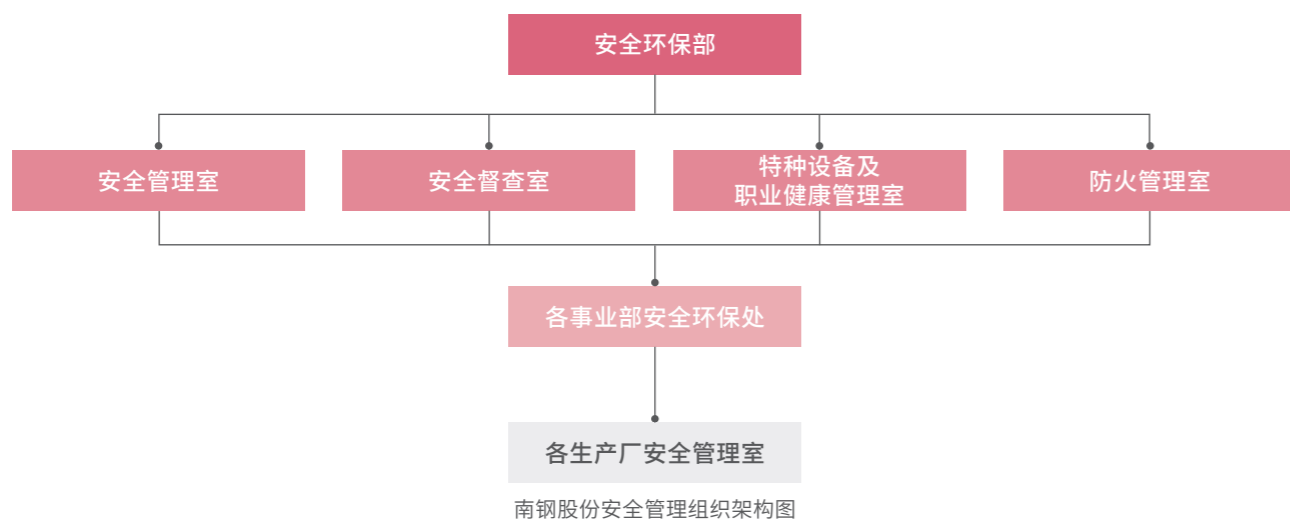 安全环保部
安全管理室
安全督查室
特种设备及
职业健康管理室
防火管理室
各事业部安全环保处
各生产厂安全管理室
南钢股份安全管理组织架构图